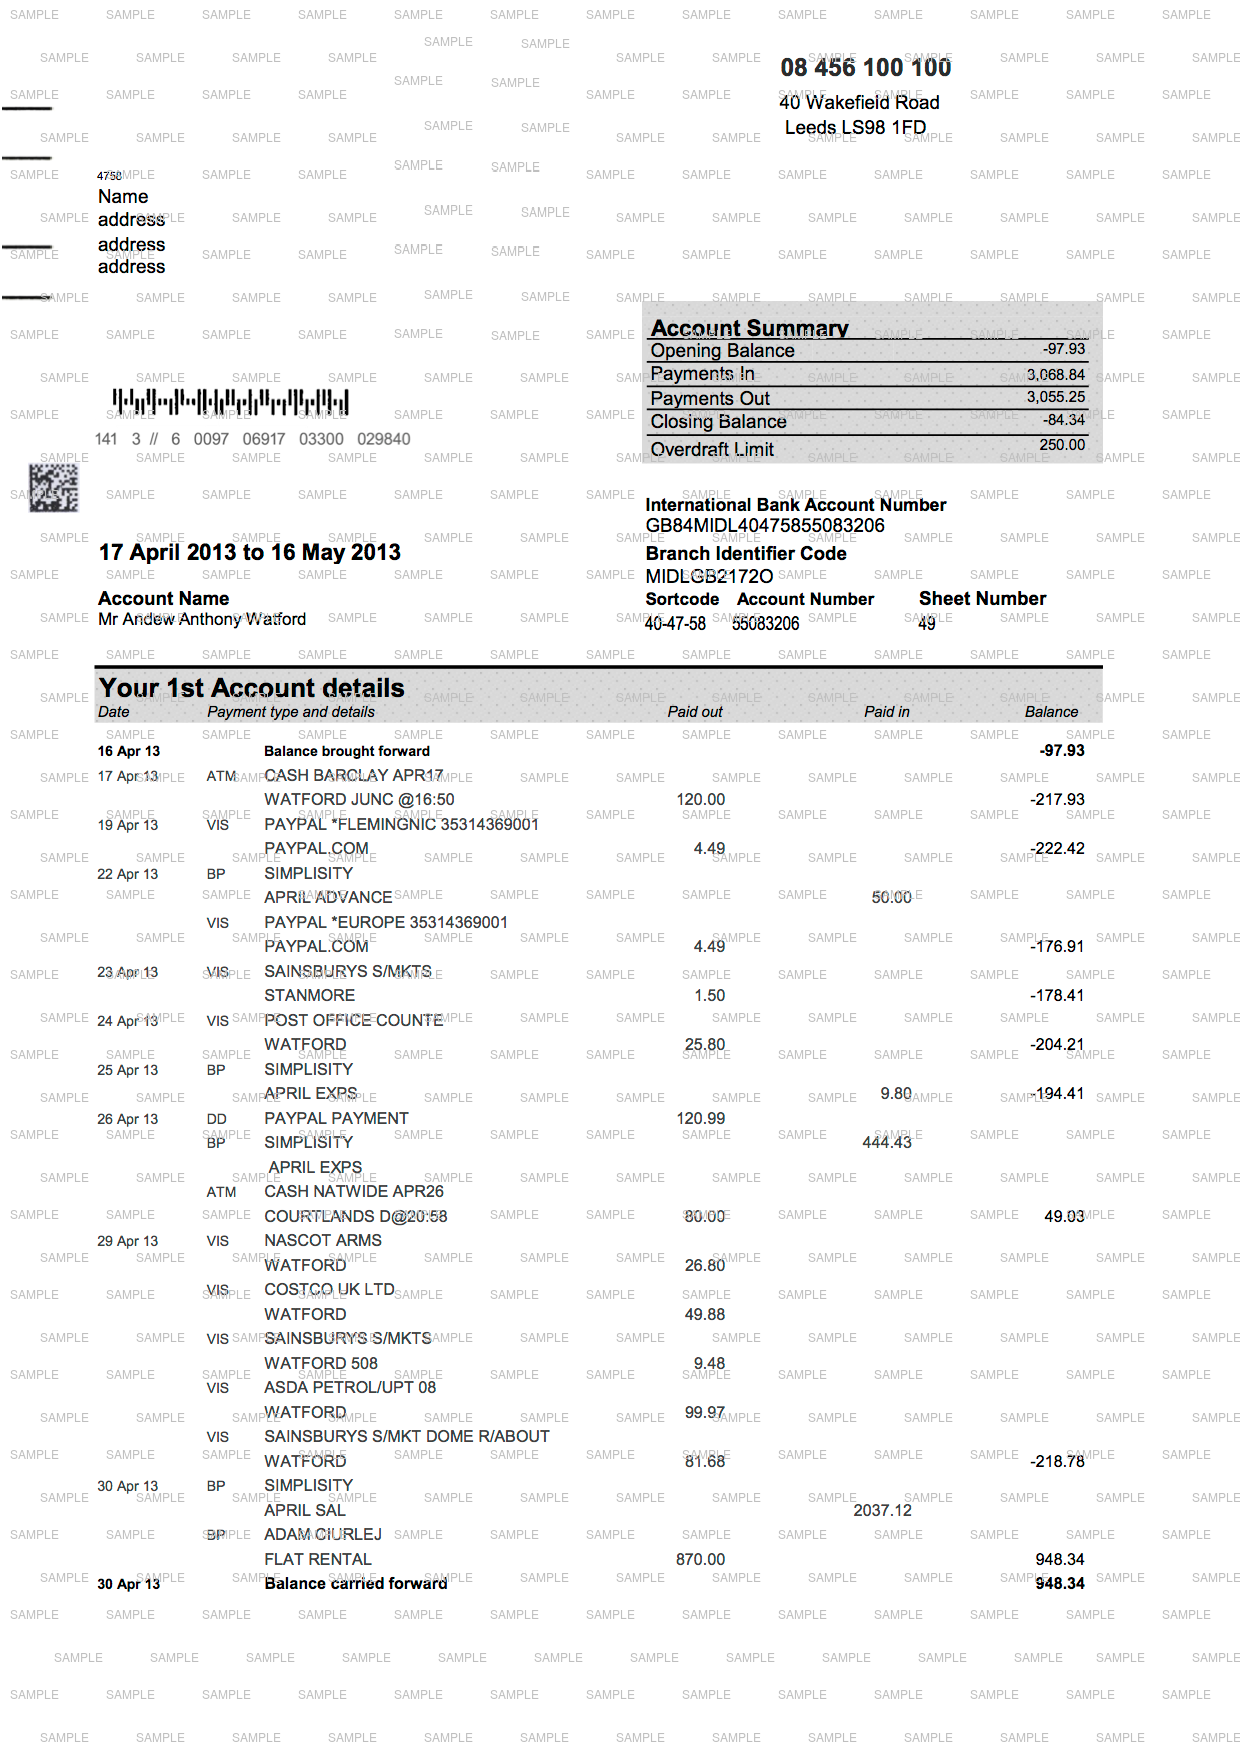 08 456 100 100
40 Wakefield Road
Leeds LS98 1FD
4758
Name
address
address
address
Account Summary
Opening Balance -97.93
Payments In 3,068.84
Payments Out 3,055.25
Closing Balance -84.34
Overdraft Limit 250.00
141 3 // 6 0097 06917 03300 029840
International Bank Account Number
GB84MIDL40475855083206
17 April 2013 to 16 May 2013
Branch Identifier Code
MIDLGB2172O
Account Name
Mr Andew Anthony Watford
Sortcode Account Number Sheet Number
40-47-58 55083206 49
Your 1st Account details
Date Payment type and details Paid out Paid in Balance
16 Apr 13 Balance brought forward -97.93
17 Apr 13 ATM CASH BARCLAY APR17
WATFORD JUNC @16:50 120.00 -217.93
19 Apr 13 VIS PAYPAL *FLEMINGNIC 35314369001
PAYPAL.COM 4.49 -222.42
22 Apr 13 BP SIMPLISITY
APRIL ADVANCE 50.00
VIS PAYPAL *EUROPE 35314369001
PAYPAL.COM 4.49 -176.91
23 Apr 13 VIS SAINSBURYS S/MKTS
STANMORE 1.50 -178.41
24 Apr 13 VIS POST OFFICE COUNTE
WATFORD 25.80 -204.21
25 Apr 13 BP SIMPLISITY
APRIL EXPS 9.80 -194.41
26 Apr 13 DD PAYPAL PAYMENT 120.99
BP SIMPLISITY 444.43
APRIL EXPS
ATM CASH NATWIDE APR26
COURTLANDS D@20:58 80.00 49.03
29 Apr 13 VIS NASCOT ARMS
WATFORD 26.80
VIS COSTCO UK LTD
WATFORD 49.88
VIS SAINSBURYS S/MKTS
WATFORD 508 9.48
VIS ASDA PETROL/UPT 08
WATFORD 99.97
VIS SAINSBURYS S/MKT DOME R/ABOUT
WATFORD 81.68 -218.78
30 Apr 13 BP SIMPLISITY
APRIL SAL 2037.12
BP ADAM CIURLEJ
FLAT RENTAL 870.00 948.34
30 Apr 13 Balance carried forward 948.34